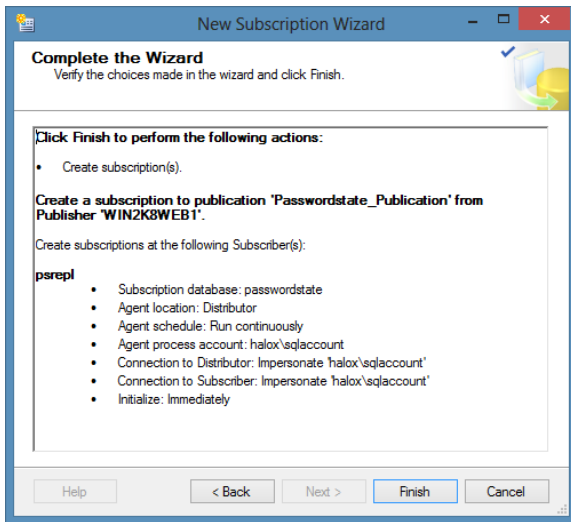 New Subscription Wizard
Complete the Wizard
Verify the choices made in the wizard and click Finish.
Click Finish to perform the following actions:
• Create subscription(s).
Create a subscription to publication 'Passwordstate_Publication' from
Publisher 'WIN2K8WEB1'.
Create subscriptions at the following Subscriber(s):
psrepl
• Subscription database: passwordstate
• Agent location: Distributor
• Agent schedule: Run continuously
• Agent process account: halox\sqlaccount
• Connection to Distributor: Impersonate 'halox\sqlaccount'
• Connection to Subscriber: Impersonate 'halox\sqlaccount'
• Initialize: Immediately
Help < Back Next > Finish Cancel